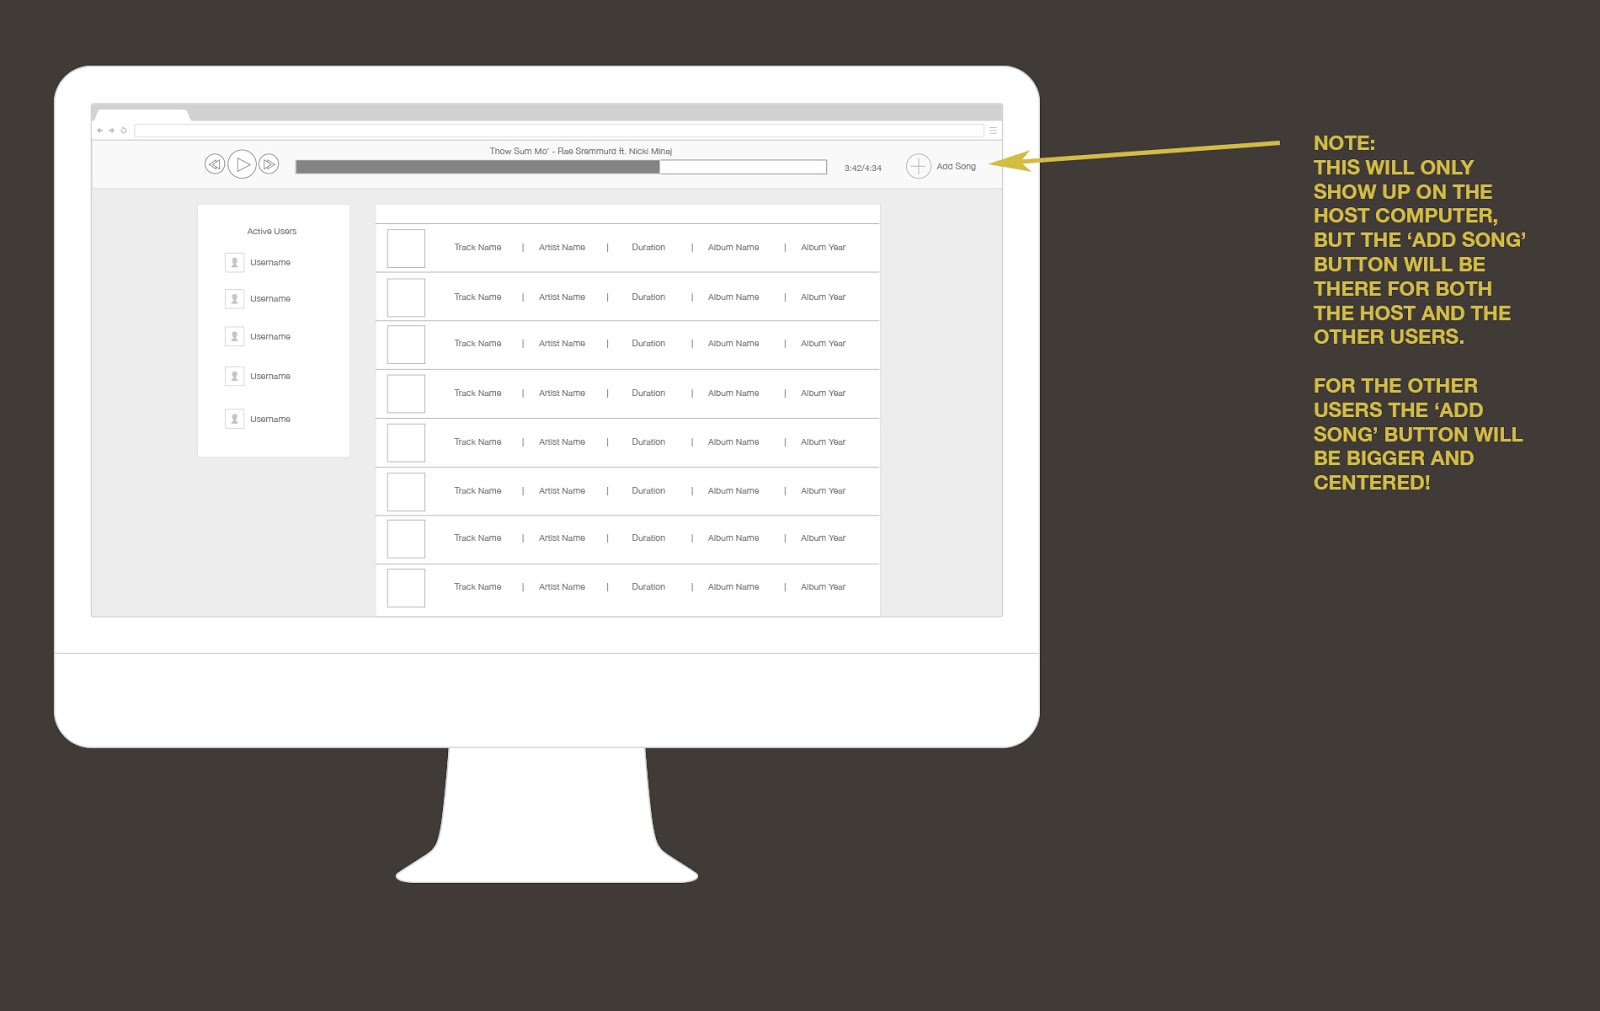 Thow Sum Mo' - Rae Sremmurd ft. Nicki Minaj
3:42/4:34
Add Song
Active Users
Username
Username
Username
Username
Username
Track Name | Artist Name | Duration | Album Name | Album Year
Track Name | Artist Name | Duration | Album Name | Album Year
Track Name | Artist Name | Duration | Album Name | Album Year
Track Name | Artist Name | Duration | Album Name | Album Year
Track Name | Artist Name | Duration | Album Name | Album Year
Track Name | Artist Name | Duration | Album Name | Album Year
Track Name | Artist Name | Duration | Album Name | Album Year
Track Name | Artist Name | Duration | Album Name | Album Year
NOTE:
THIS WILL ONLY
SHOW UP ON THE
HOST COMPUTER,
BUT THE ‘ADD SONG’
BUTTON WILL BE
THERE FOR BOTH
THE HOST AND THE
OTHER USERS.
FOR THE OTHER
USERS THE ‘ADD
SONG’ BUTTON WILL
BE BIGGER AND
CENTERED!